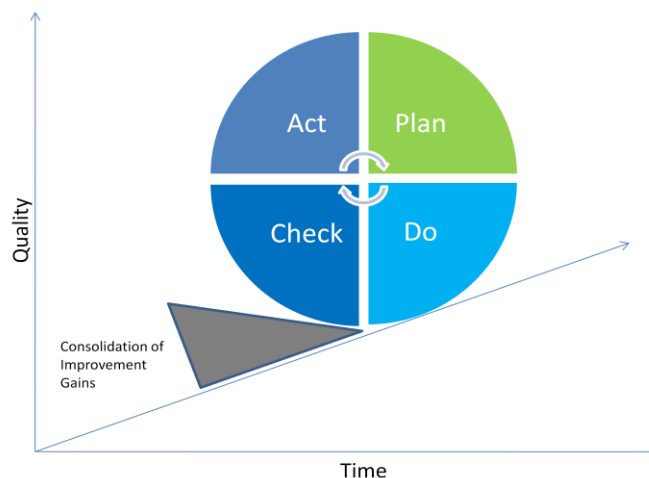 Act
Plan
Check
Do
Quality
Consolidation of
Improvement
Gains
Time